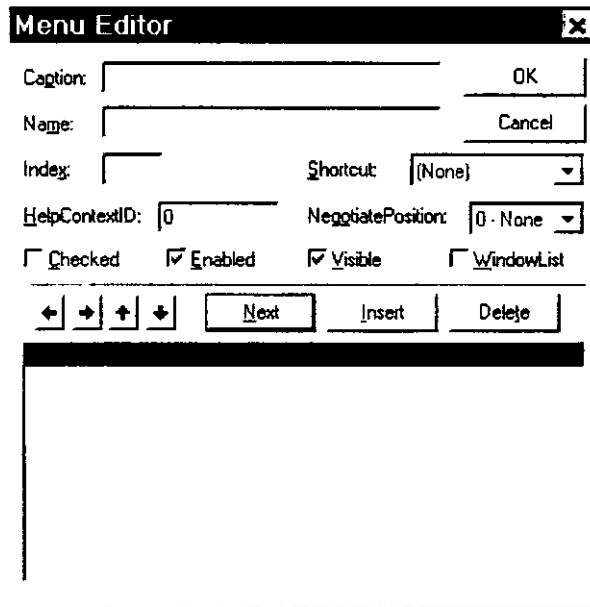 Menu Editor
Caption: OK
Name: Cancel
Index: Shortcut: (None)
HelpContextID: 0 NegotiatePosition: 0 - None
Checked Enabled Visible WindowList
Next Insert Delete